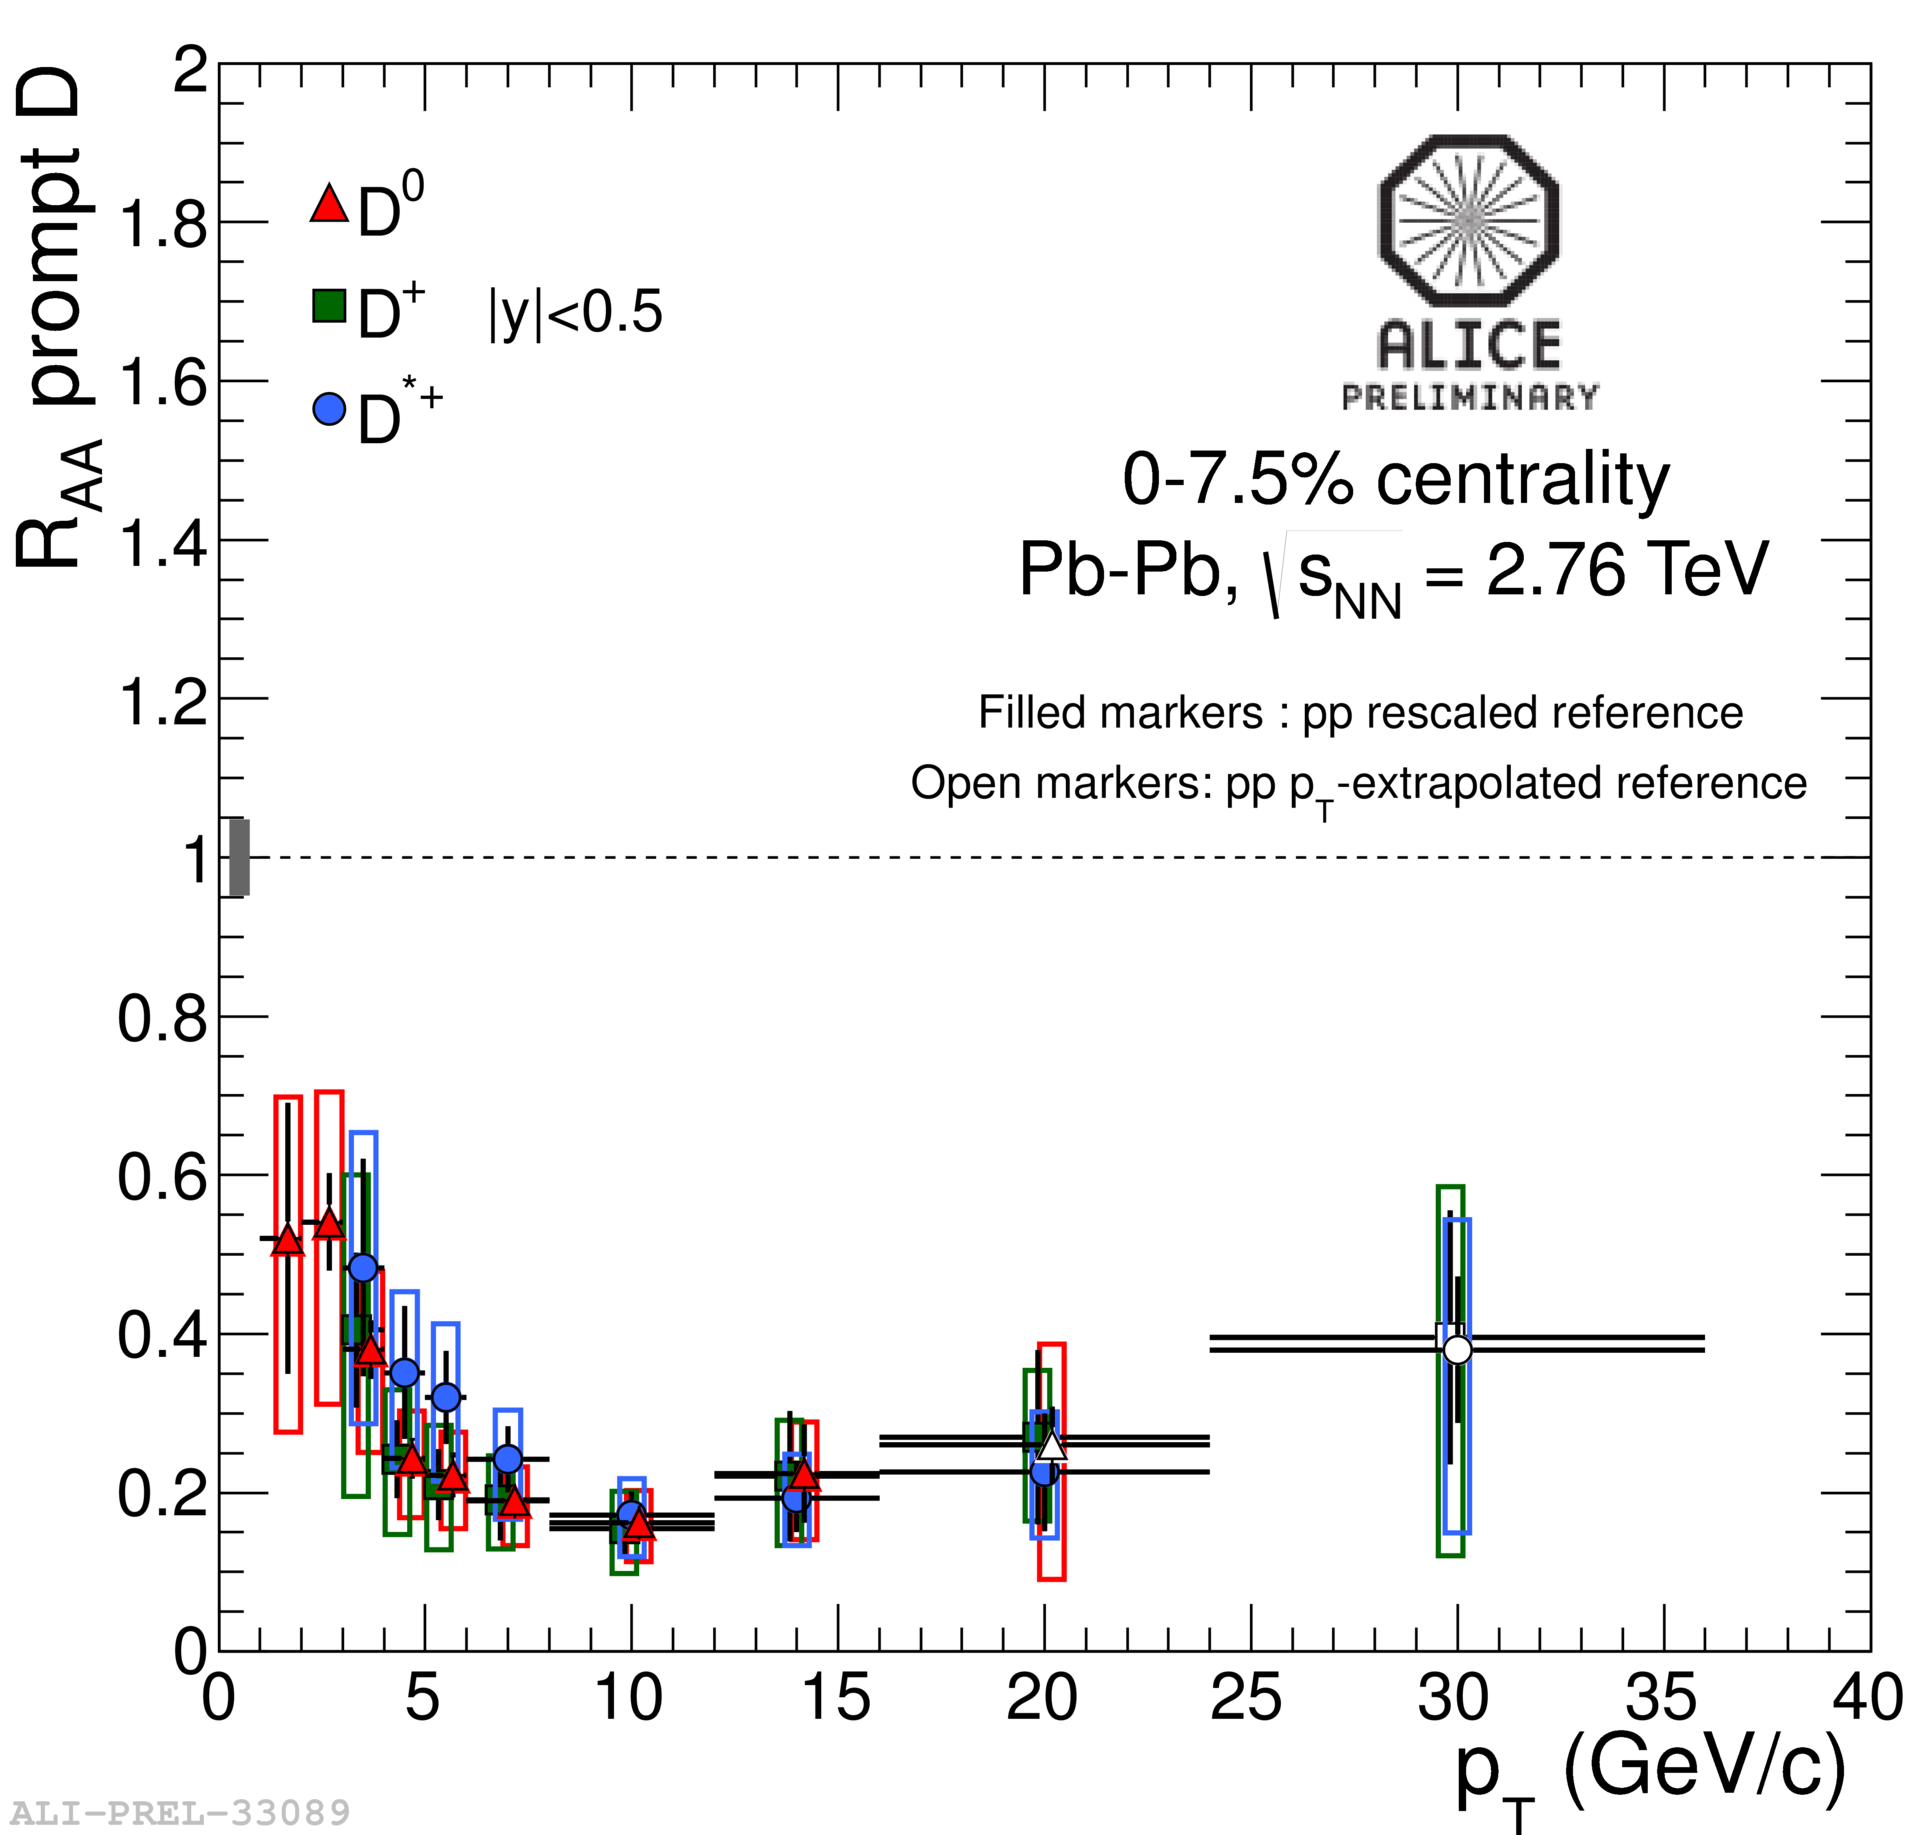 R_AA prompt D
2
1.8
1.6
1.4
1.2
1
0.8
0.6
0.4
0.2
0
D^0
D^+ |y|<0.5
D^*+
ALICE
PRELIMINARY
0-7.5% centrality
Pb-Pb, √s_NN = 2.76 TeV
Filled markers : pp rescaled reference
Open markers: pp p_T-extrapolated reference
0 5 10 15 20 25 30 35 40
p_T (GeV/c)
ALI-PREL-33089